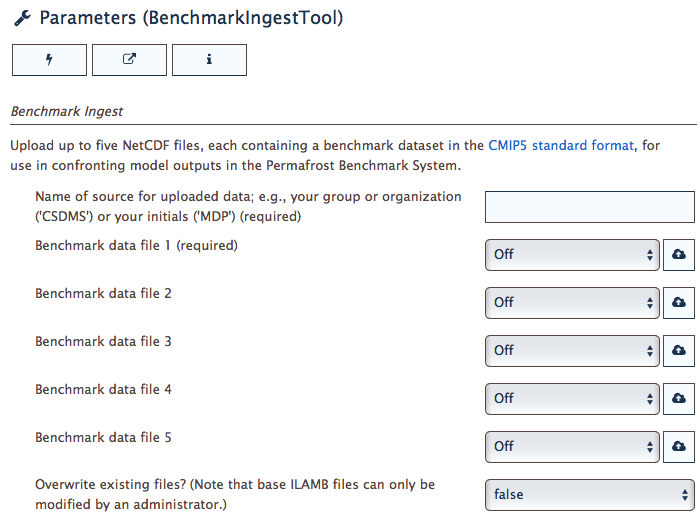 Parameters (BenchmarkIngestTool)
Benchmark Ingest
Upload up to five NetCDF files, each containing a benchmark dataset in the CMIP5 standard format, for
use in confronting model outputs in the Permafrost Benchmark System.
Name of source for uploaded data; e.g., your group or organization
('CSDMS') or your initials ('MDP') (required)
Benchmark data file 1 (required)
Off
Benchmark data file 2
Off
Benchmark data file 3
Off
Benchmark data file 4
Off
Benchmark data file 5
Off
Overwrite existing files? (Note that base ILAMB files can only be
modified by an administrator.)
false